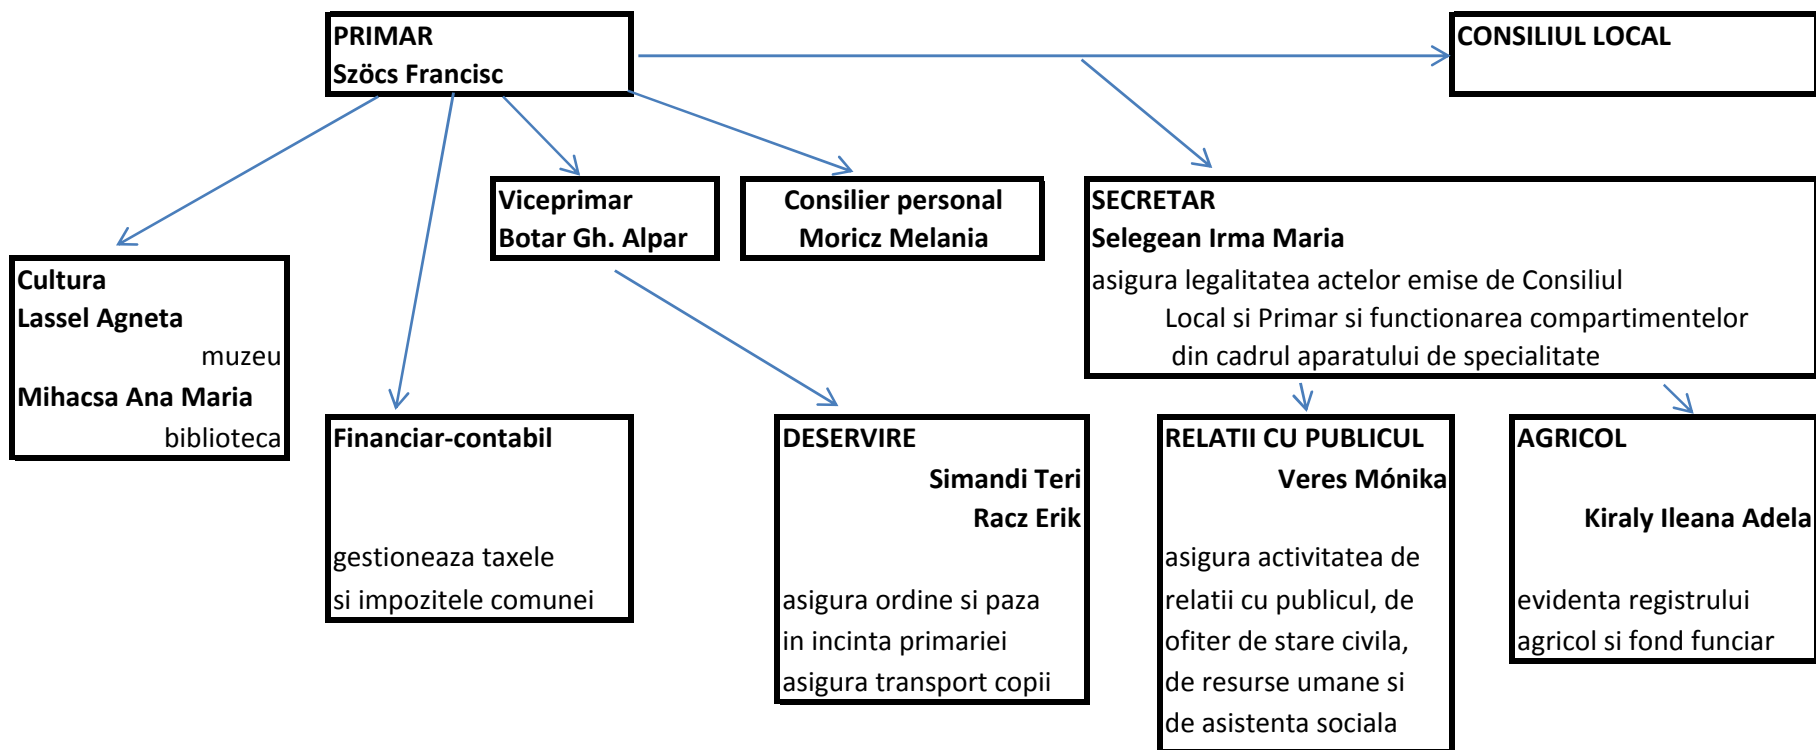 PRIMAR
Szöcs Francisc
CONSILIUL LOCAL
Viceprimar
Botar Gh. Alpar
Consilier personal
Moricz Melania
SECRETAR
Selegean Irma Maria
asigura legalitatea actelor emise de Consiliul
Local si Primar si functionarea compartimentelor
din cadrul aparatului de specialitate
Cultura
Lassel Agneta
muzeu
Mihacsa Ana Maria
biblioteca
Financiar-contabil
gestioneaza taxele
si impozitele comunei
DESERVIRE
Simandi Teri
Racz Erik
asigura ordine si paza
in incinta primariei
asigura transport copii
RELATII CU PUBLICUL
Veres Mónika
asigura activitatea de
relatii cu publicul, de
ofiter de stare civila,
de resurse umane si
de asistenta sociala
AGRICOL
Kiraly Ileana Adela
evidenta registrului
agricol si fond funciar